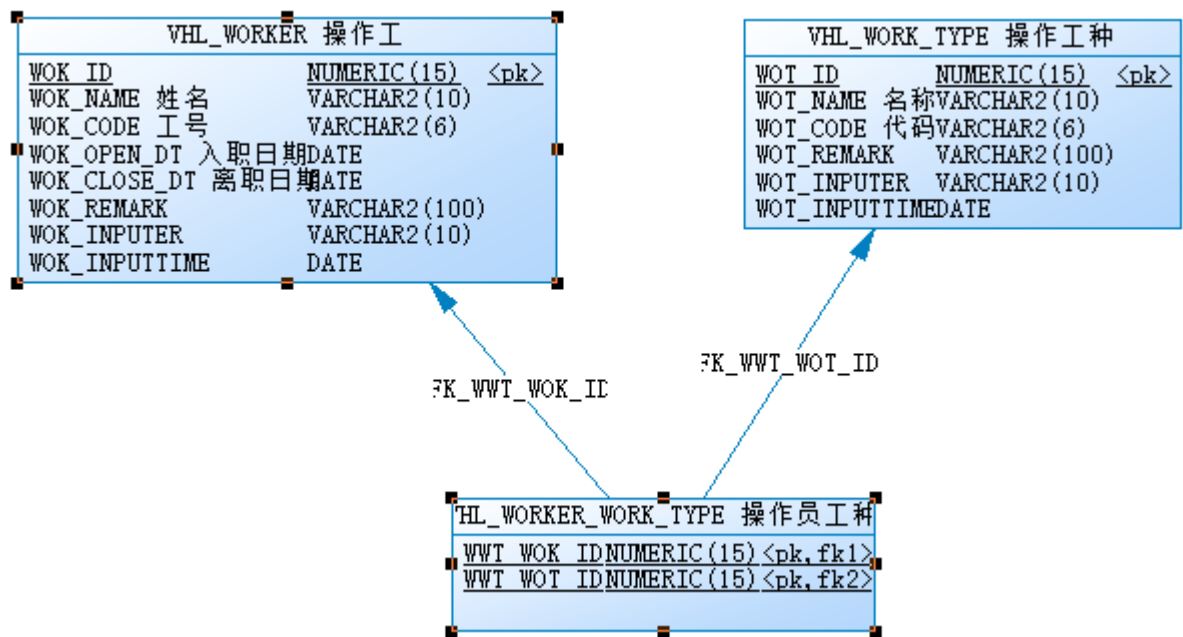 VHL_WORKER 操作工
WOK_ID NUMERIC(15) <pk>
WOK_NAME 姓名 VARCHAR2(10)
WOK_CODE 工号 VARCHAR2(6)
WOK_OPEN_DT 入职日期DATE
WOK_CLOSE_DT 离职日期DATE
WOK_REMARK VARCHAR2(100)
WOK_INPUTER VARCHAR2(10)
WOK_INPUTTIME DATE
VHL_WORK_TYPE 操作工种
WOT_ID NUMERIC(15) <pk>
WOT_NAME 名称VARCHAR2(10)
WOT_CODE 代码VARCHAR2(6)
WOT_REMARK VARCHAR2(100)
WOT_INPUTER VARCHAR2(10)
WOT_INPUTTIMEDATE
FK_WWT_WOT_ID
FK_WWT_WOK_ID
VHL_WORKER_WORK_TYPE 操作员工种
WWT_WOK_IDNUMERIC(15)<pk,fk1>
WWT_WOT_IDNUMERIC(15)<pk,fk2>